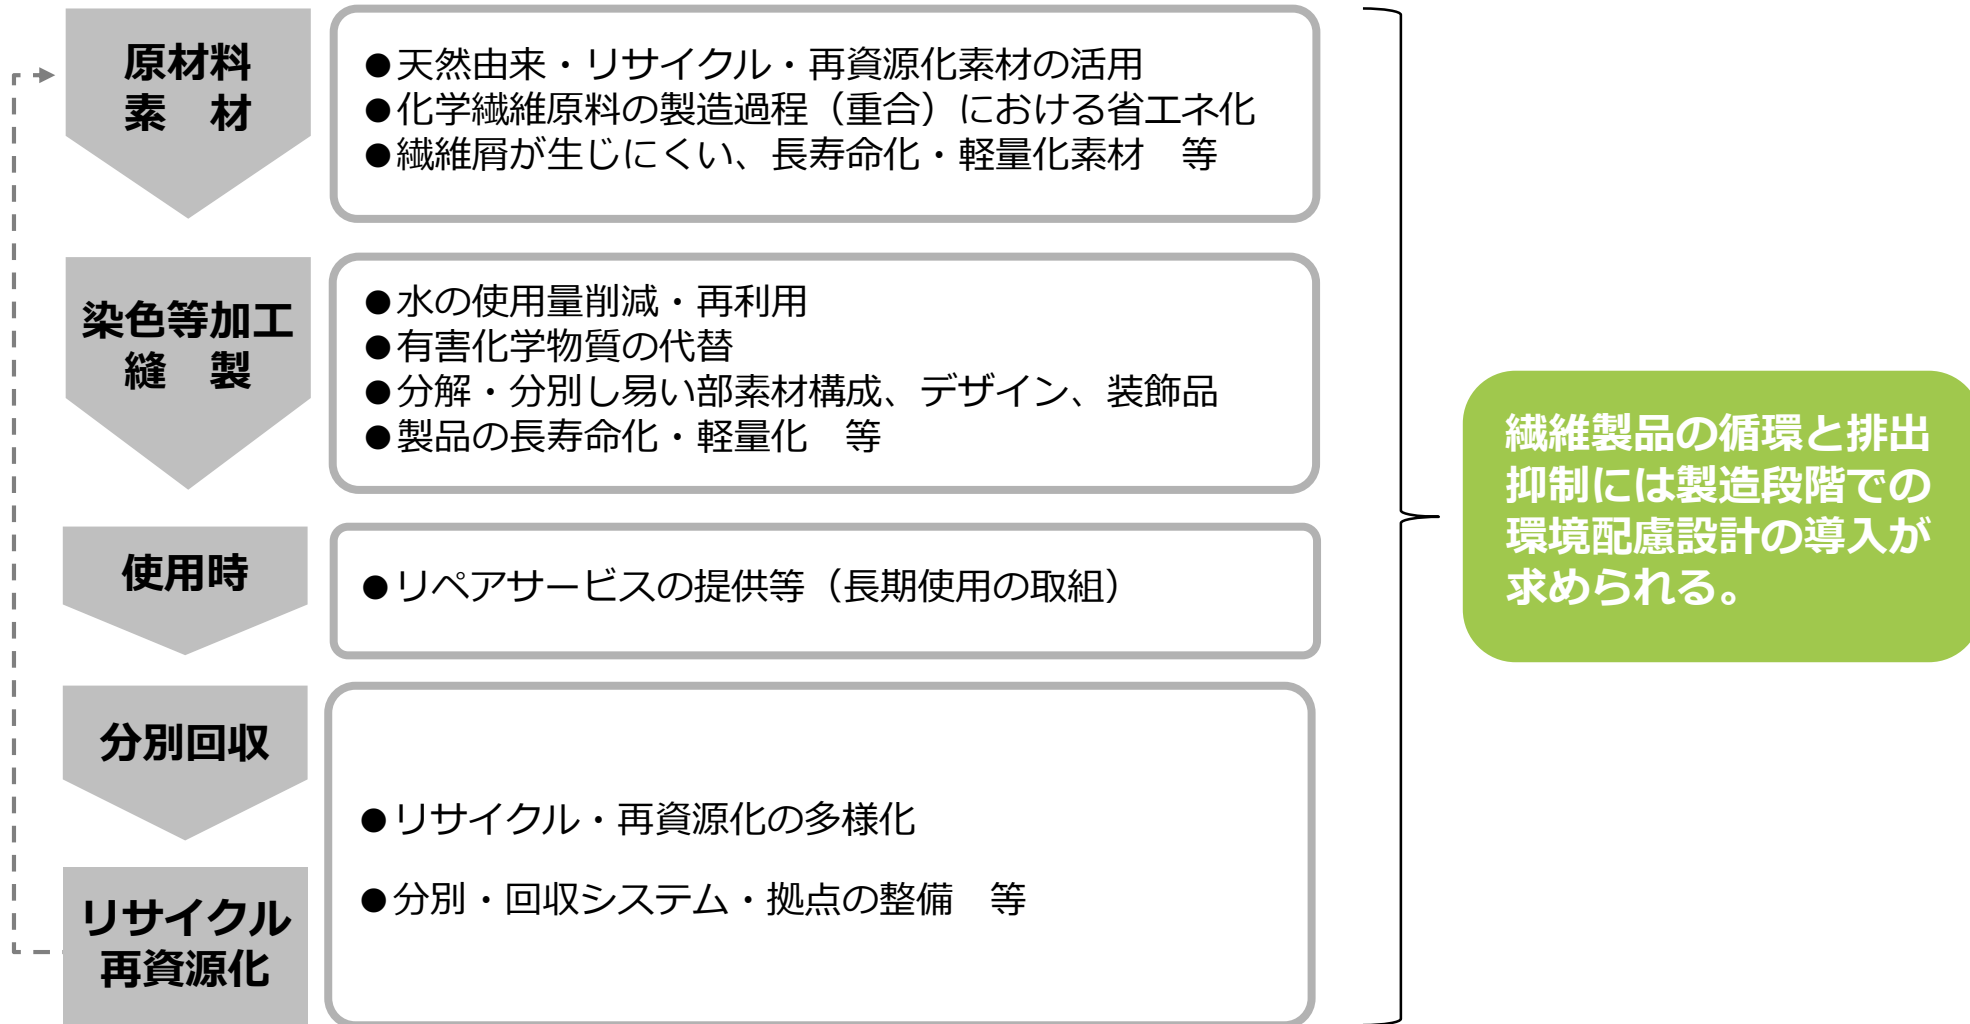 原材料
素　材
●天然由来・リサイクル・再資源化素材の活用
●化学繊維原料の製造過程（重合）における省エネ化
●繊維屑が生じにくい、長寿命化・軽量化素材　等
染色等加工
縫　製
●水の使用量削減・再利用
●有害化学物質の代替
●分解・分別し易い部素材構成、デザイン、装飾品
●製品の長寿命化・軽量化　等
使用時
●リペアサービスの提供等（長期使用の取組）
分別回収
リサイクル
再資源化
●リサイクル・再資源化の多様化
●分別・回収システム・拠点の整備　等
繊維製品の循環と排出
抑制には製造段階での
環境配慮設計の導入が
求められる。